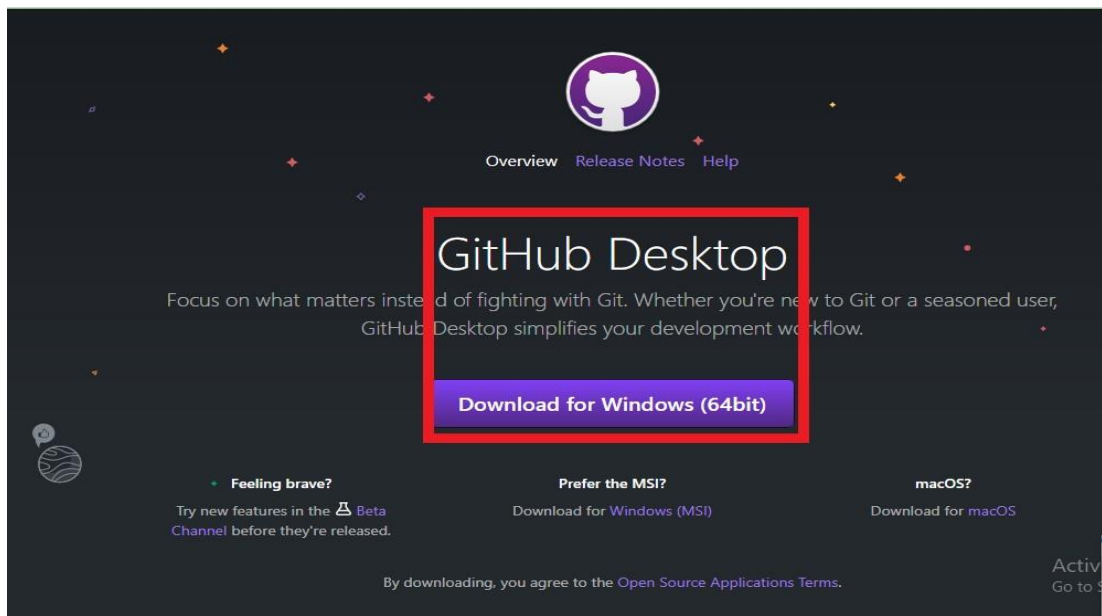 Overview Release Notes Help
GitHub Desktop
Focus on what matters instead of fighting with Git. Whether you're new to Git or a seasoned user,
GitHub Desktop simplifies your development workflow.
Download for Windows (64bit)
Feeling brave?
Try new features in the Beta
Channel before they're released.
Prefer the MSI?
Download for Windows (MSI)
macOS?
Download for macOS
By downloading, you agree to the Open Source Applications Terms.
Activ
Go to S